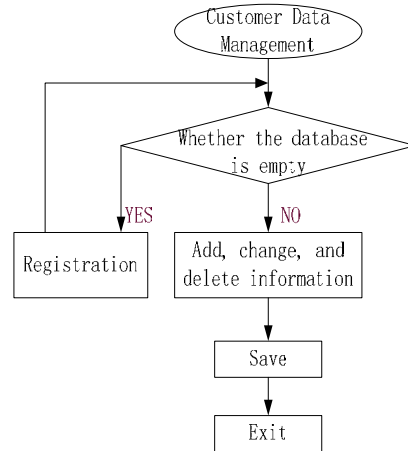 Customer Data
Management
Whether the database
is empty
YES
NO
Registration
Add, change, and
delete information
Save
Exit